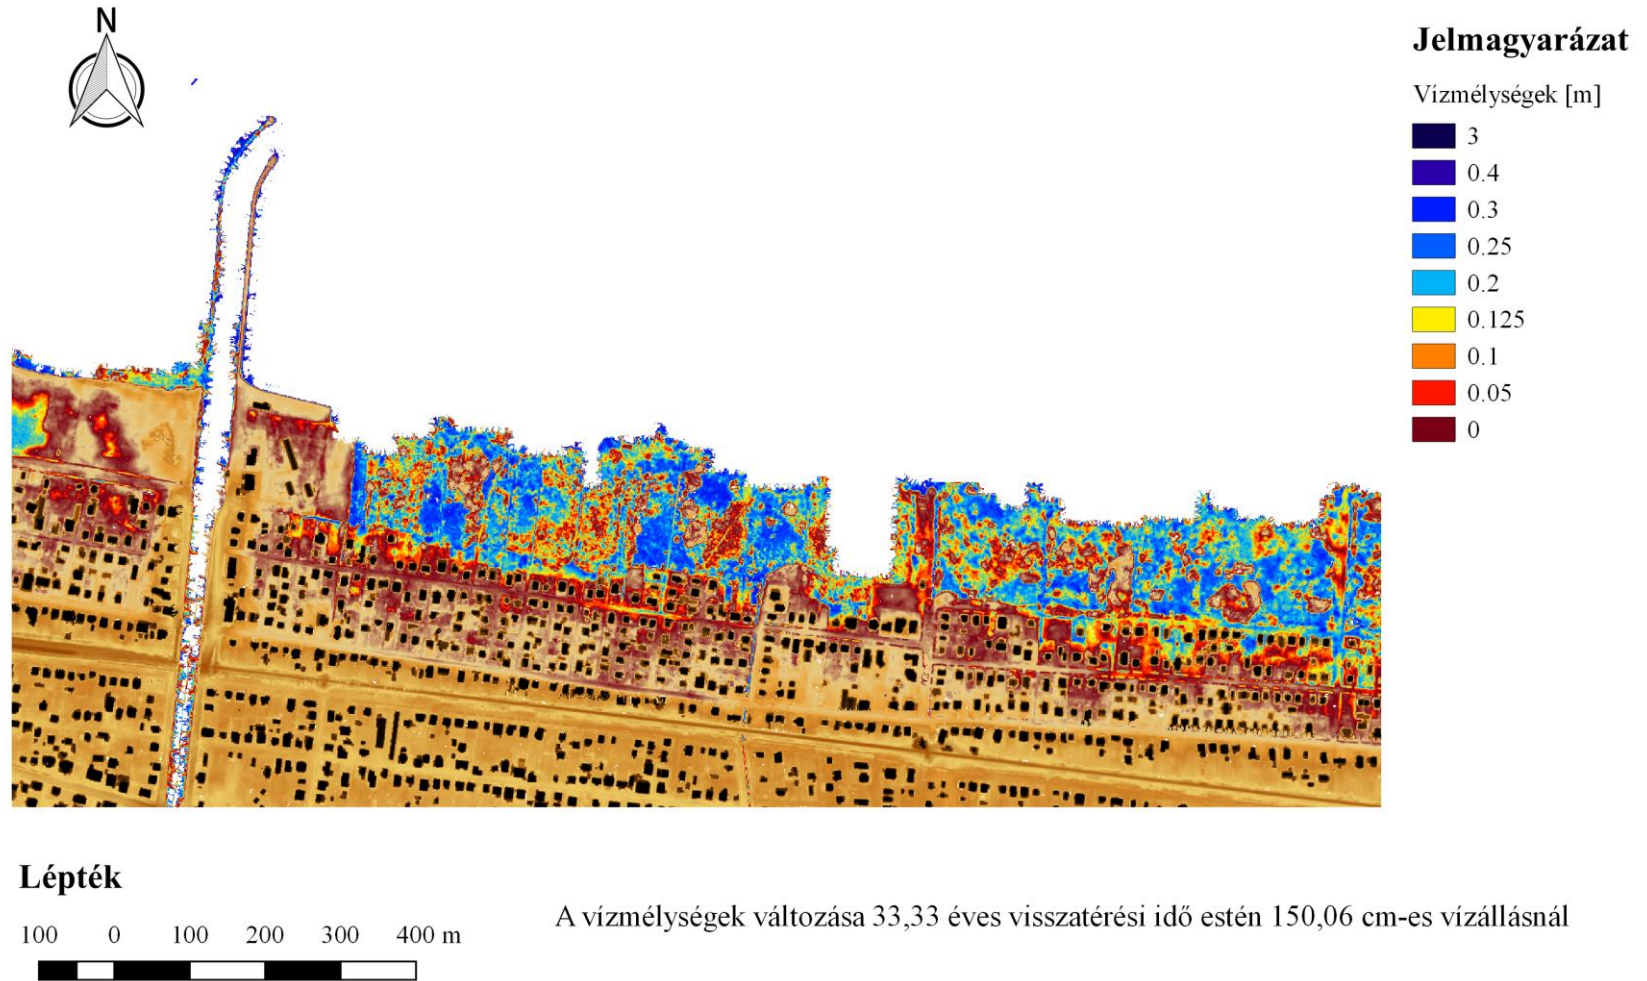 N
Jelmagyarázat
Vízmélységek [m]
3
0.4
0.3
0.25
0.2
0.125
0.1
0.05
0
Lépték
100 0 100 200 300 400 m
A vízmélységek változása 33,33 éves visszatérési idő estén 150,06 cm-es vízállásnál